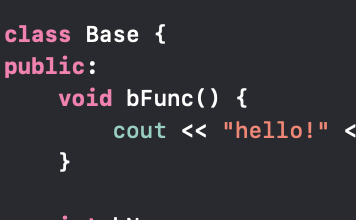 class Base {
public:
    void bFunc() {
        cout << "hello!" <
    }